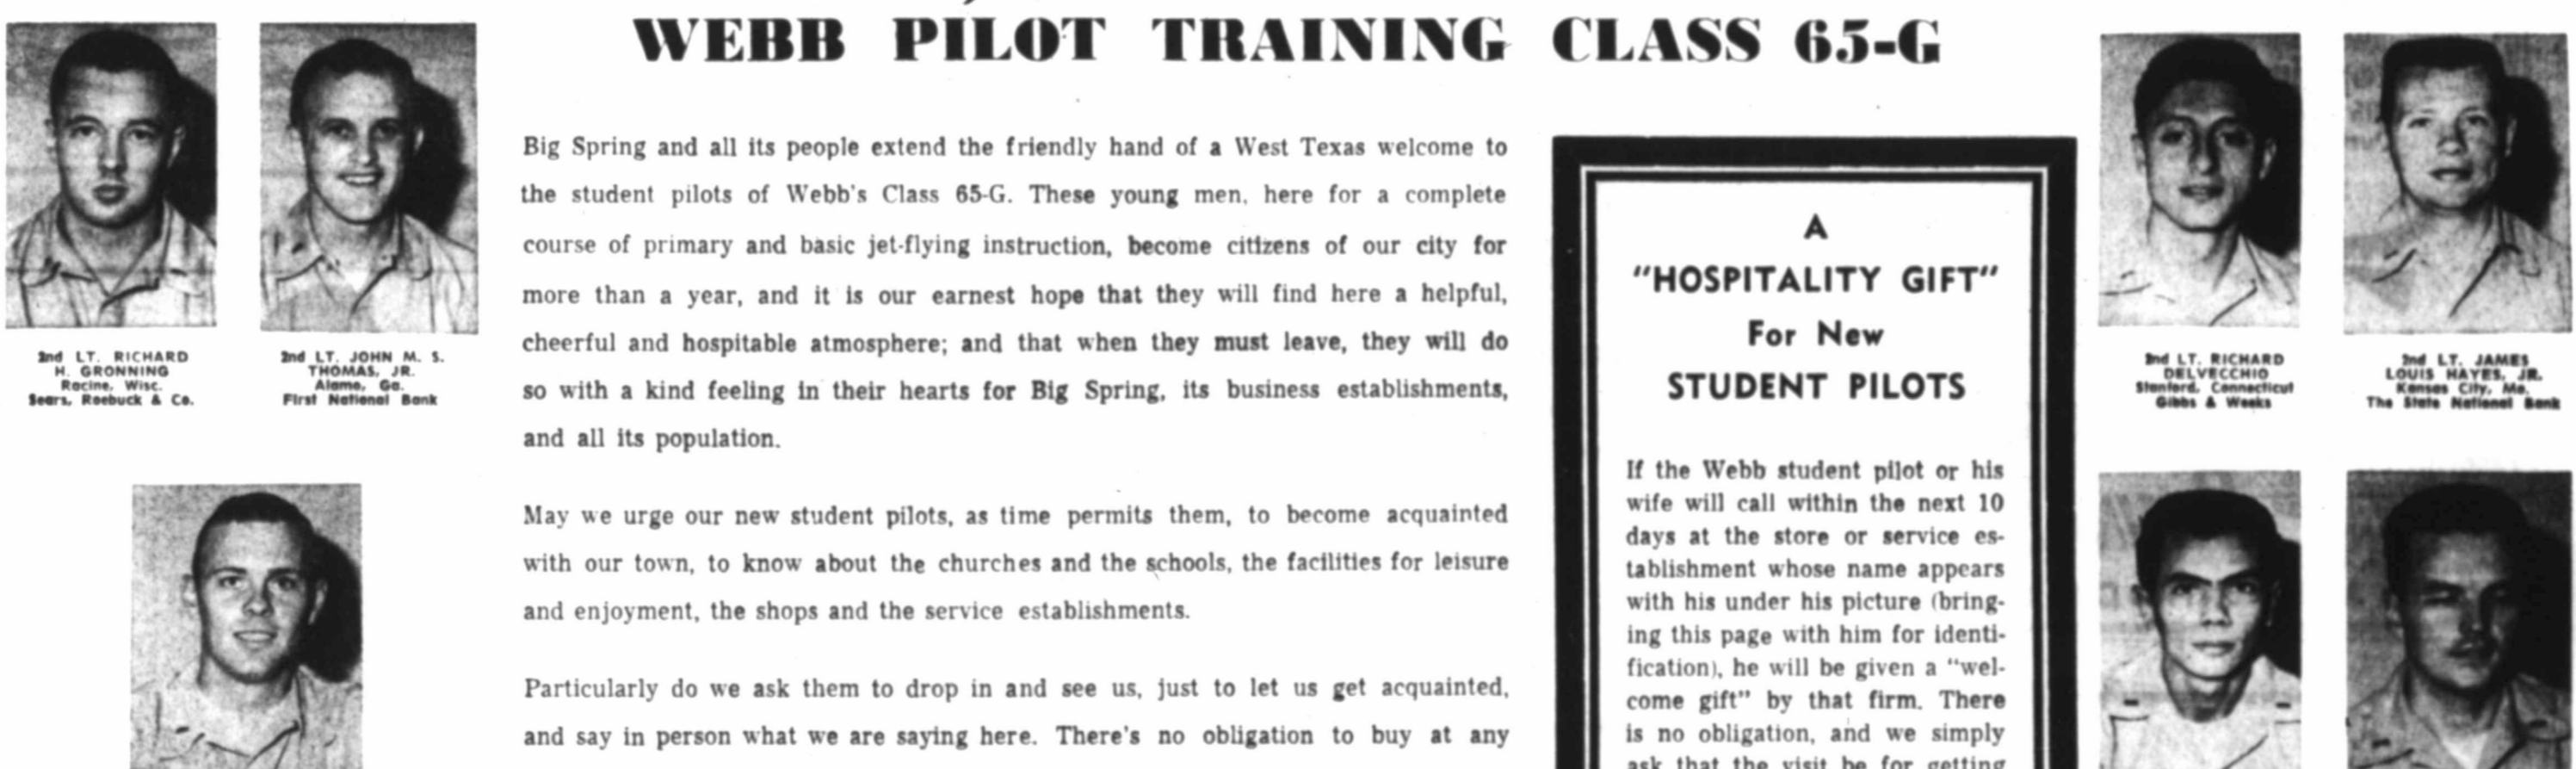 WEBB PILOT TRAINING CLASS 65-G
2nd LT. RICHARD
H. GRONNING
Racine, Wisc.
Sears, Roebuck & Co.
2nd LT. JOHN M. S.
THOMAS, JR.
Alamo, Ga.
First National Bank
Big Spring and all its people extend the friendly hand of a West Texas welcome to
the student pilots of Webb's Class 65-G. These young men, here for a complete
course of primary and basic jet-flying instruction, become citizens of our city for
more than a year, and it is our earnest hope that they will find here a helpful,
cheerful and hospitable atmosphere; and that when they must leave, they will do
so with a kind feeling in their hearts for Big Spring, its business establishments,
and all its population.
May we urge our new student pilots, as time permits them, to become acquainted
with our town, to know about the churches and the schools, the facilities for leisure
and enjoyment, the shops and the service establishments.
Particularly do we ask them to drop in and see us, just to let us get acquainted,
and say in person what we are saying here. There's no obligation to buy at any
A
"HOSPITALITY GIFT"
For New
STUDENT PILOTS
If the Webb student pilot or his
wife will call within the next 10
days at the store or service es-
tablishment whose name appears
with his under his picture (bring-
ing this page with him for identi-
fication), he will be given a "wel-
come gift" by that firm. There
is no obligation, and we simply
ask that the visit be for getting
2nd LT. RICHARD
DELVECCHIO
Stanford, Connecticut
Gibbs & Weeks
2nd LT. JAMES
LOUIS HAYES, JR.
Kansas City, Mo.
The State National Bank